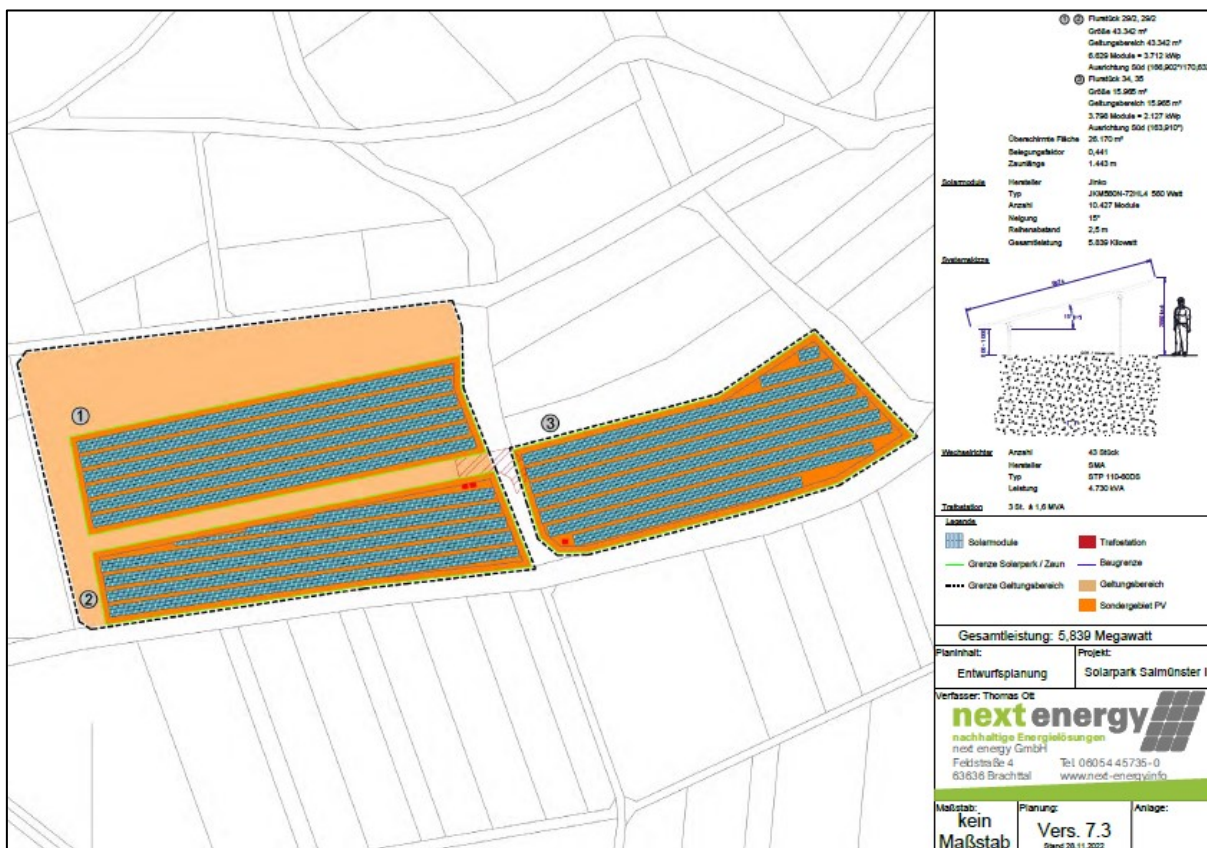 ① ② Flurstück 29/2, 29/2
Größe 43.342 m²
Geltungsbereich 43.342 m²
6.629 Module = 3.712 kWp
Ausrichtung Süd (166,902°/170,63
③ Flurstück 34, 35
Größe 15.965 m²
Geltungsbereich 15.965 m²
3.798 Module = 2.127 kWp
Ausrichtung Süd (163,910°)
Überschirmte Fläche 26.170 m²
Belegungsfaktor 0,441
Zaunlänge 1.443 m
Solarmodule Hersteller Jinko
Typ JKM560N-72HL4 560 Watt
Anzahl 10.427 Module
Neigung 15°
Reihenabstand 2,5 m
Gesamtleistung 5.839 Kilowatt
Systemskizze
15°
①
③
②
Wechselrichter Anzahl 43 Stück
Hersteller SMA
Typ STP 110-60DS
Leistung 4.730 kVA
Trafostation 3 St. á 1,6 MVA
Legende
Solarmodule Trafostation
Grenze Solarpark / Zaun Baugrenze
Grenze Geltungsbereich Geltungsbereich
Sondergebiet PV
Gesamtleistung: 5,839 Megawatt
Planinhalt: Projekt:
Entwurfsplanung Solarpark Salmünster I
Verfasser: Thomas Ott
next energy
nachhaltige Energielösungen
next energy GmbH
Feldstraße 4 Tel. 06054 45735-0
63636 Brachttal www.next-energy.info
Maßstab: Planung: Anlage:
kein Maßstab Vers. 7.3
Stand 28.11.2022